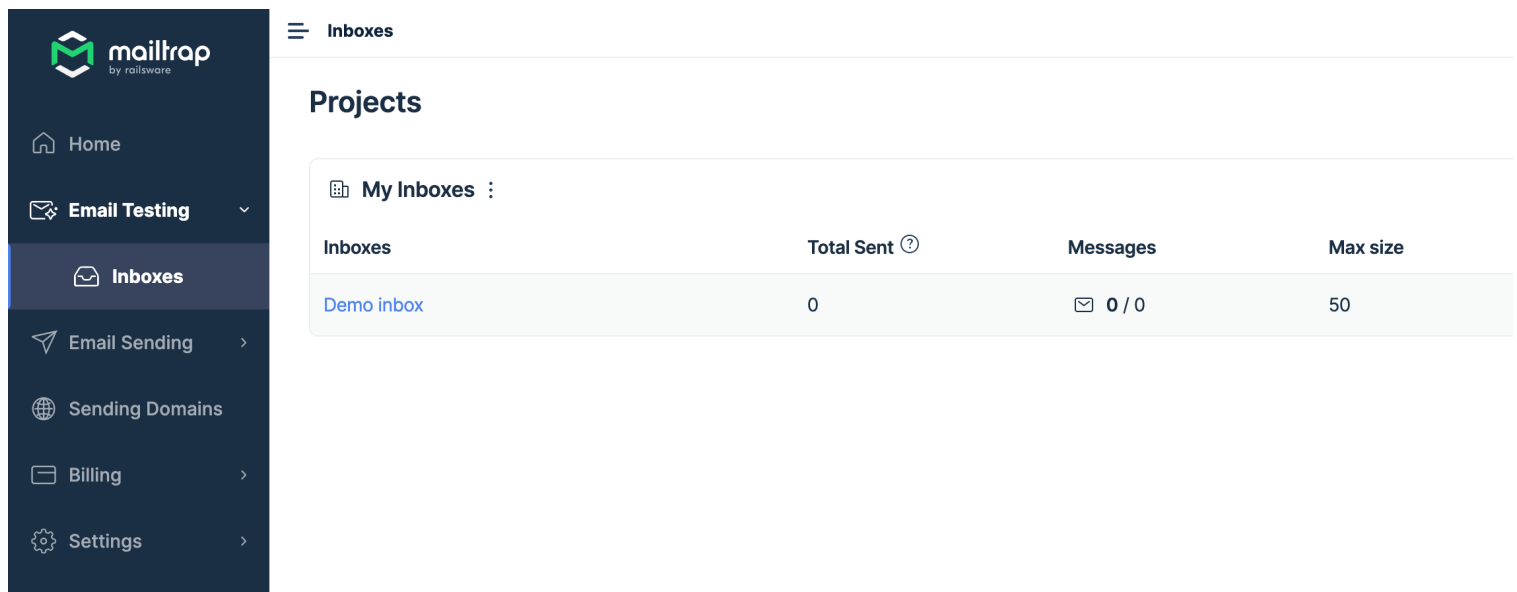 mailtrap
by railsware
Home
Email Testing
Inboxes
Email Sending
Sending Domains
Billing
Settings
Inboxes
Projects
My Inboxes
Inboxes Total Sent ? Messages Max size
Demo inbox 0 0 / 0 50